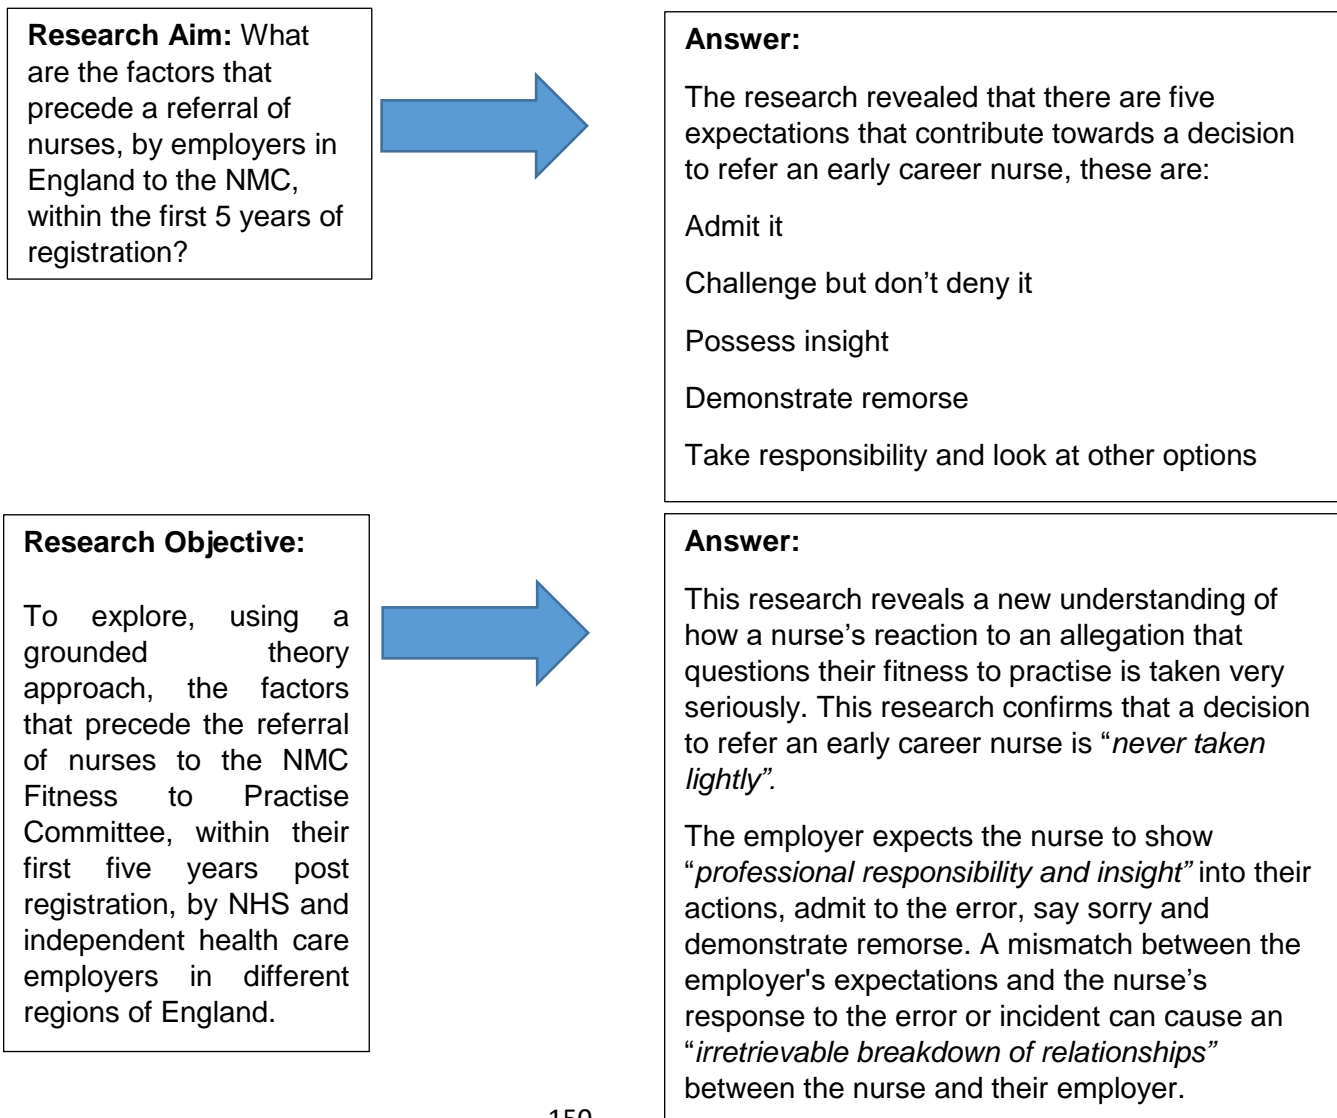 Research Aim: What
are the factors that
precede a referral of
nurses, by employers in
England to the NMC,
within the first 5 years of
registration?
Answer:
The research revealed that there are five
expectations that contribute towards a decision
to refer an early career nurse, these are:
Admit it
Challenge but don’t deny it
Possess insight
Demonstrate remorse
Take responsibility and look at other options
Research Objective:
To explore, using a
grounded theory
approach, the factors
that precede the referral
of nurses to the NMC
Fitness to Practise
Committee, within their
first five years post
registration, by NHS and
independent health care
employers in different
regions of England.
Answer:
This research reveals a new understanding of
how a nurse’s reaction to an allegation that
questions their fitness to practise is taken very
seriously. This research confirms that a decision
to refer an early career nurse is “never taken
lightly”.
The employer expects the nurse to show
“professional responsibility and insight” into their
actions, admit to the error, say sorry and
demonstrate remorse. A mismatch between the
employer's expectations and the nurse’s
response to the error or incident can cause an
“irretrievable breakdown of relationships”
between the nurse and their employer.